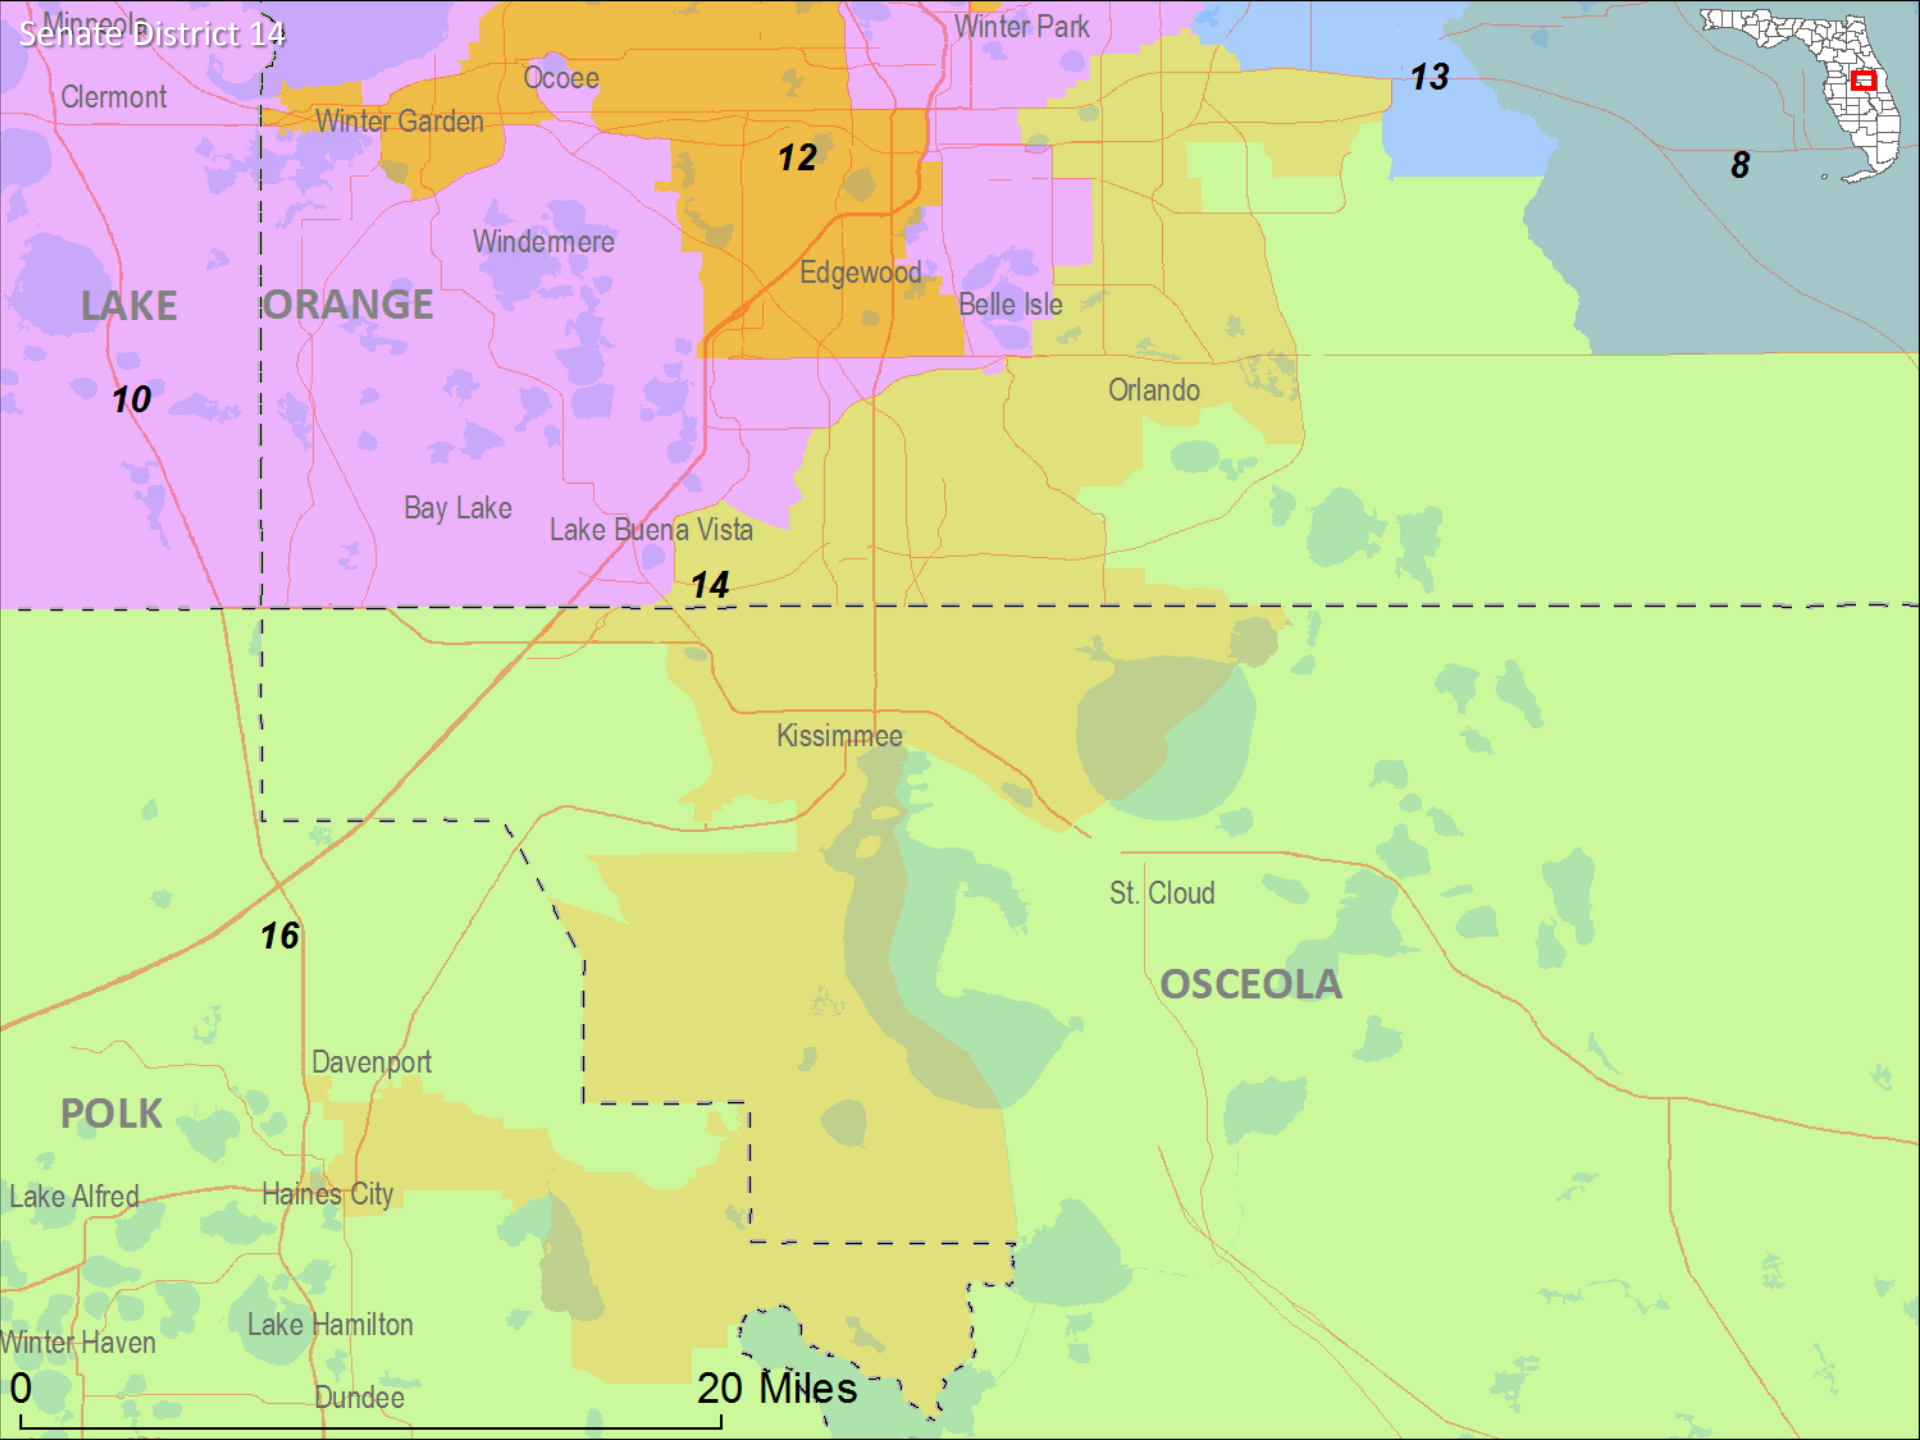 Minneola
Senate District 14
Winter Park
Clermont
Ocoee
13
Winter Garden
12
8
Windermere
Edgewood
LAKE
ORANGE
Belle Isle
10
Orlando
Bay Lake
Lake Buena Vista
14
Kissimmee
St. Cloud
16
OSCEOLA
Davenport
POLK
Lake Alfred
Haines City
Lake Hamilton
Winter Haven
0
20 Miles
Dundee